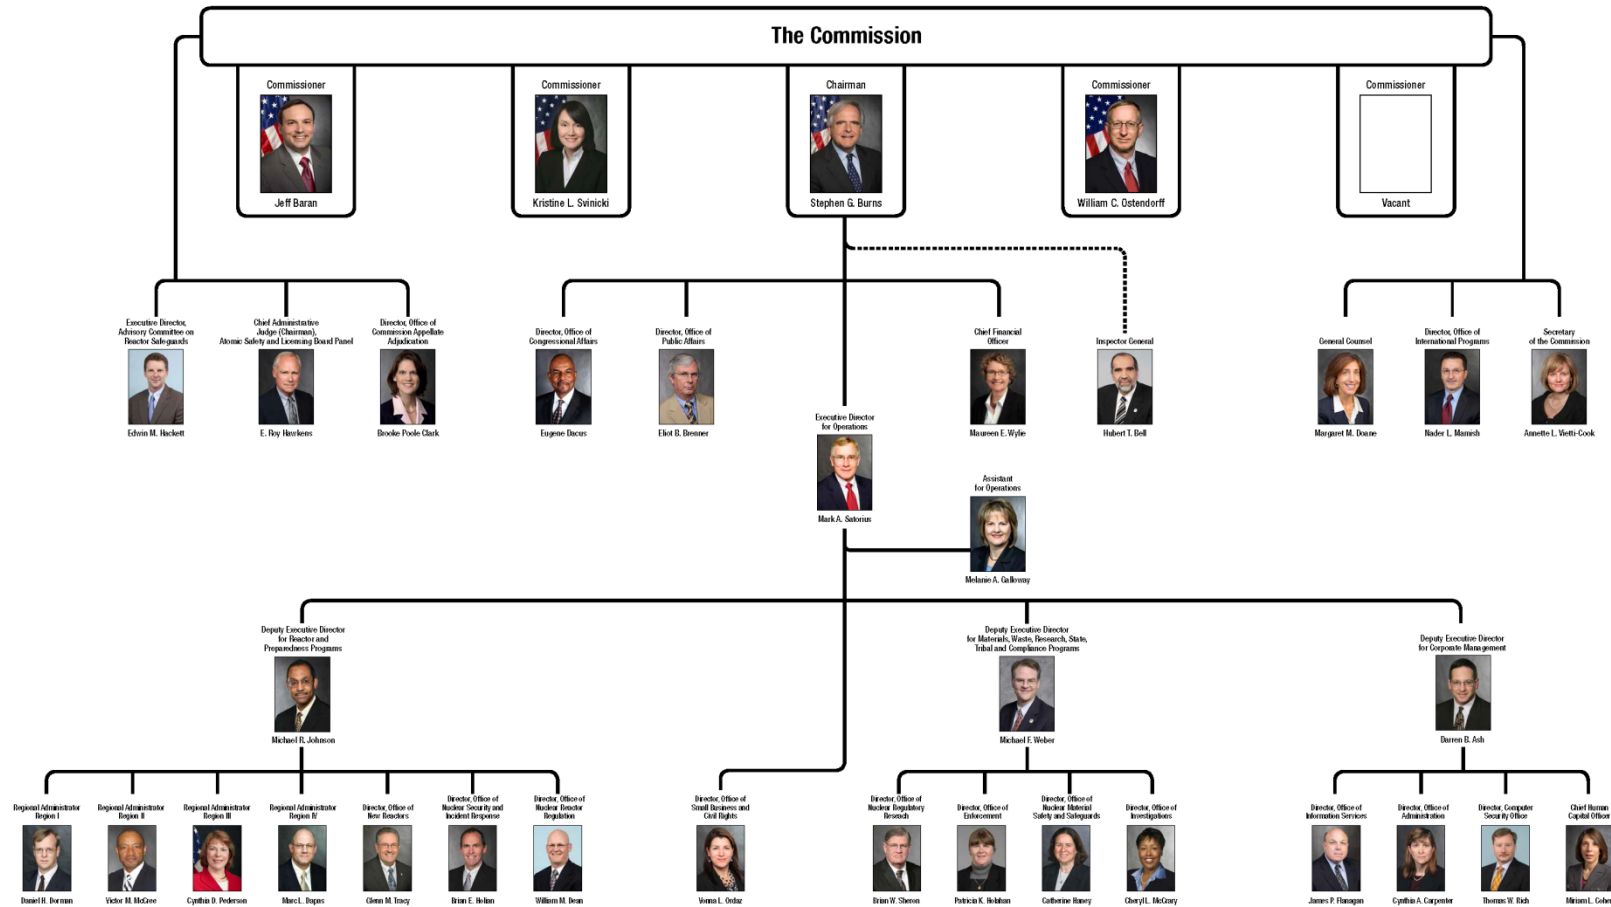 The Commission
Commissioner
Jeff Baran
Commissioner
Kristine L. Svinicki
Chairman
Stephen G. Burns
Commissioner
William C. Ostendorff
Commissioner
Vacant
Executive Director,
Advisory Committee on
Reactor Safeguards
Edwin M. Hackett
Chief Administrative
Judge (Chairman),
Atomic Safety and Licensing Board Panel
E. Roy Hawkens
Director, Office of
Commission Appellate
Adjudication
Brooke Poole Clark
Director, Office of
Congressional Affairs
Eugene Dacus
Director, Office of
Public Affairs
Eliot B. Brenner
Chief Financial
Officer
Maureen E. Wylie
Inspector General
Hubert T. Bell
General Counsel
Margaret M. Doane
Director, Office of
International Programs
Nader L. Mamish
Secretary
of the Commission
Annette L. Vietti-Cook
Executive Director
for Operations
Mark A. Satorius
Assistant
for Operations
Melanie A. Galloway
Deputy Executive Director
for Reactor and
Preparedness Programs
Michael R. Johnson
Deputy Executive Director
for Materials, Waste, Research, State,
Tribal and Compliance Programs
Michael F. Weber
Deputy Executive Director
for Corporate Management
Darren B. Ash
Regional Administrator
Region I
Daniel H. Dorman
Regional Administrator
Region II
Victor M. McCree
Regional Administrator
Region III
Cynthia D. Pederson
Regional Administrator
Region IV
Marc L. Dapas
Director, Office of
New Reactors
Glenn M. Tracy
Director, Office of
Nuclear Security and
Incident Response
Brian E. Holian
Director, Office of
Nuclear Reactor
Regulation
William M. Dean
Director, Office of
Small Business and
Civil Rights
Vonna L. Ordaz
Director, Office of
Nuclear Regulatory
Reseach
Brian W. Sheron
Director, Office of
Enforcement
Patricia K. Holahan
Director, Office of
Nuclear Material
Safety and Safeguards
Catherine Haney
Director, Office of
Investigations
Cheryl L. McCrary
Director, Office of
Information Services
James P. Flanagan
Director, Office of
Administration
Cynthia A. Carpenter
Director, Computer
Security Office
Thomas W. Rich
Chief Human
Capital Officer
Miriam L. Cohen